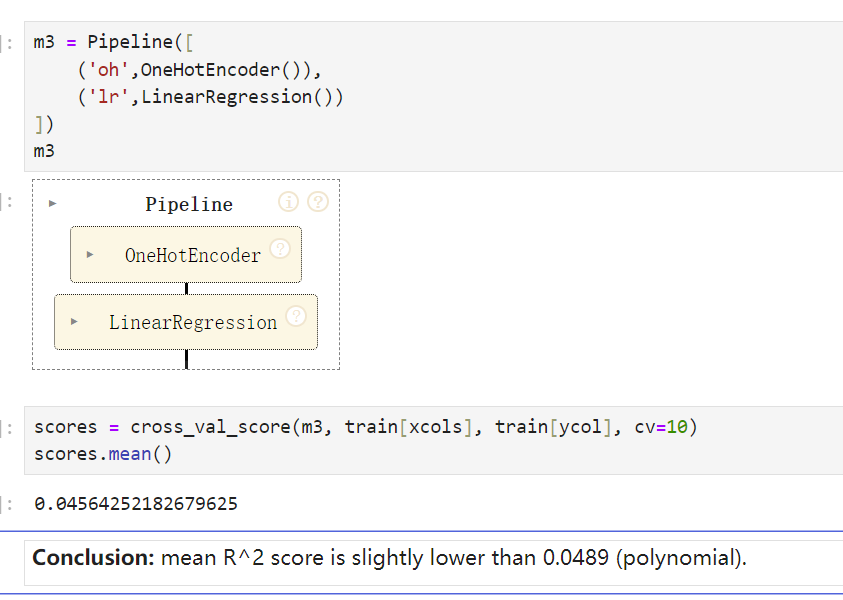 ]:
m3 = Pipeline([
    ('oh',OneHotEncoder()),
    ('lr',LinearRegression())
])
m3
]:
▸ Pipeline i ?
▸ OneHotEncoder ?
▸ LinearRegression ?
]:
scores = cross_val_score(m3, train[xcols], train[ycol], cv=10)
scores.mean()
]:
0.04564252182679625
Conclusion: mean R^2 score is slightly lower than 0.0489 (polynomial).